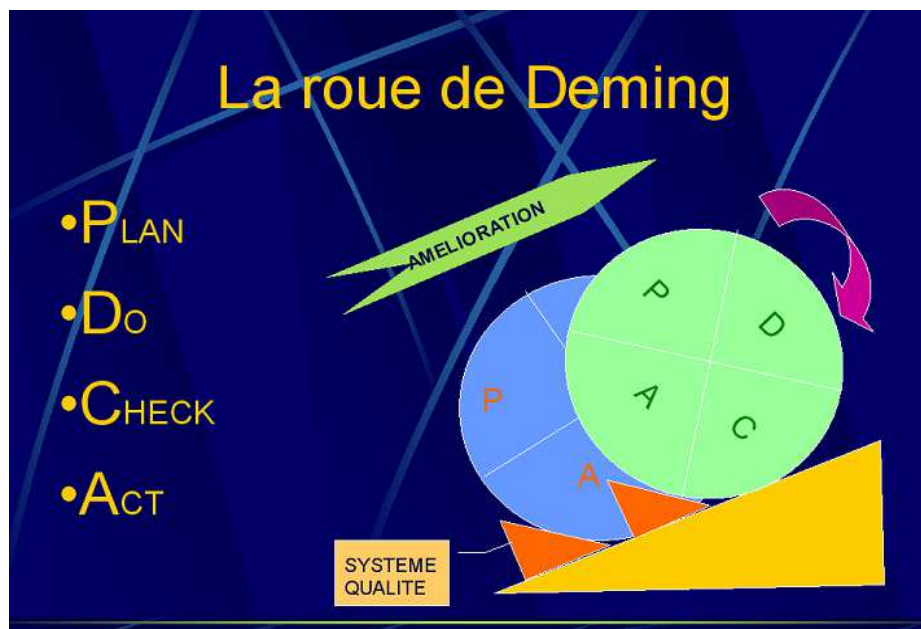 La roue de Deming
•PLAN
•DO
•CHECK
•ACT
AMELIORATION
P
D
A
C
P
A
SYSTEME
QUALITE